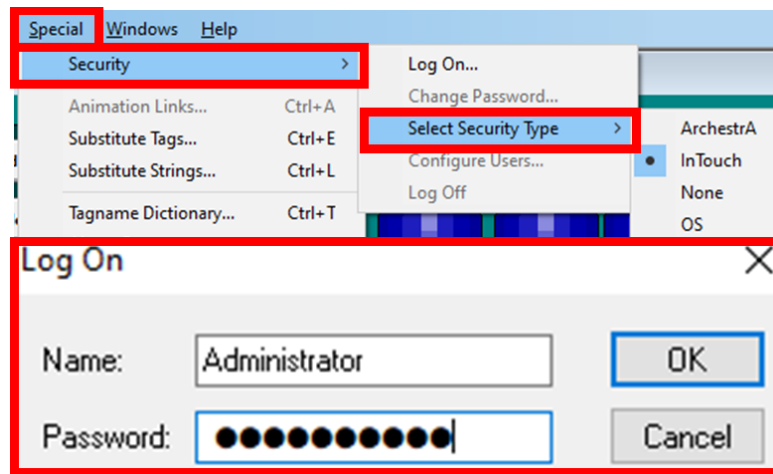 Special Windows Help
Security >
Animation Links... Ctrl+A
Substitute Tags... Ctrl+E
Substitute Strings... Ctrl+L
Tagname Dictionary... Ctrl+T
Log On...
Change Password...
Select Security Type >
Configure Users...
Log Off
ArchestrA
InTouch
None
OS
Log On
Name: Administrator OK
Password: ●●●●●●●●●● Cancel